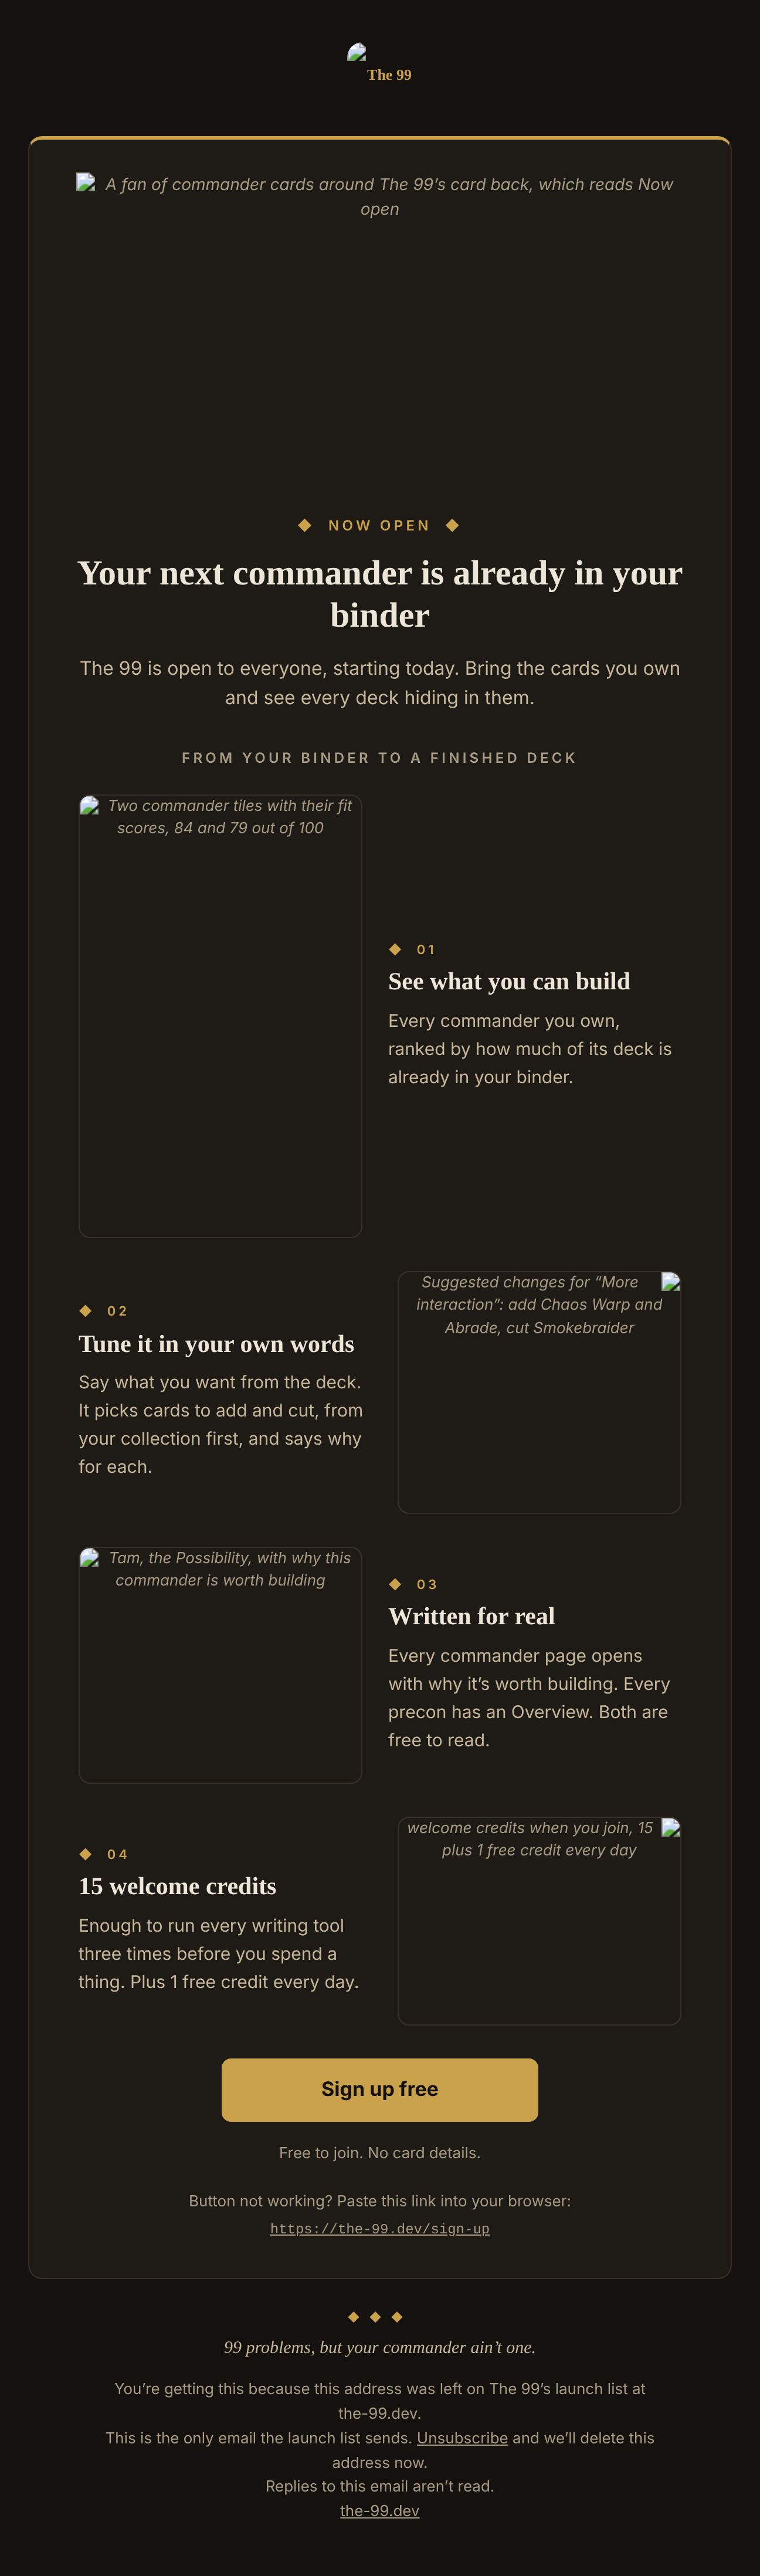 The 99
A fan of commander cards around The 99’s card back, which reads Now
open
NOW OPEN
Your next commander is already in your
binder
The 99 is open to everyone, starting today. Bring the cards you own
and see every deck hiding in them.
FROM YOUR BINDER TO A FINISHED DECK
Two commander tiles with their fit
scores, 84 and 79 out of 100
01
See what you can build
Every commander you own,
ranked by how much of its deck is
already in your binder.
02
Tune it in your own words
Say what you want from the deck.
It picks cards to add and cut, from
your collection first, and says why
for each.
Suggested changes for “More
interaction”: add Chaos Warp and
Abrade, cut Smokebraider
Tam, the Possibility, with why this
commander is worth building
03
Written for real
Every commander page opens
with why it’s worth building. Every
precon has an Overview. Both are
free to read.
04
15 welcome credits
Enough to run every writing tool
three times before you spend a
thing. Plus 1 free credit every day.
welcome credits when you join, 15
plus 1 free credit every day
Sign up free
Free to join. No card details.
Button not working? Paste this link into your browser:
https://the-99.dev/sign-up
99 problems, but your commander ain’t one.
You’re getting this because this address was left on The 99’s launch list at
the-99.dev.
This is the only email the launch list sends. Unsubscribe and we’ll delete this
address now.
Replies to this email aren’t read.
the-99.dev